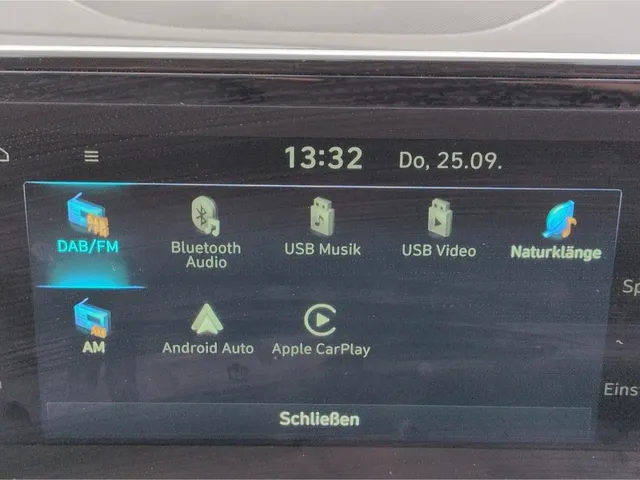 13:32 Do, 25.09.
DAB/FM
Bluetooth
Audio
USB Musik
USB Video
Naturklänge
AM
Android Auto
Apple CarPlay
Schließen